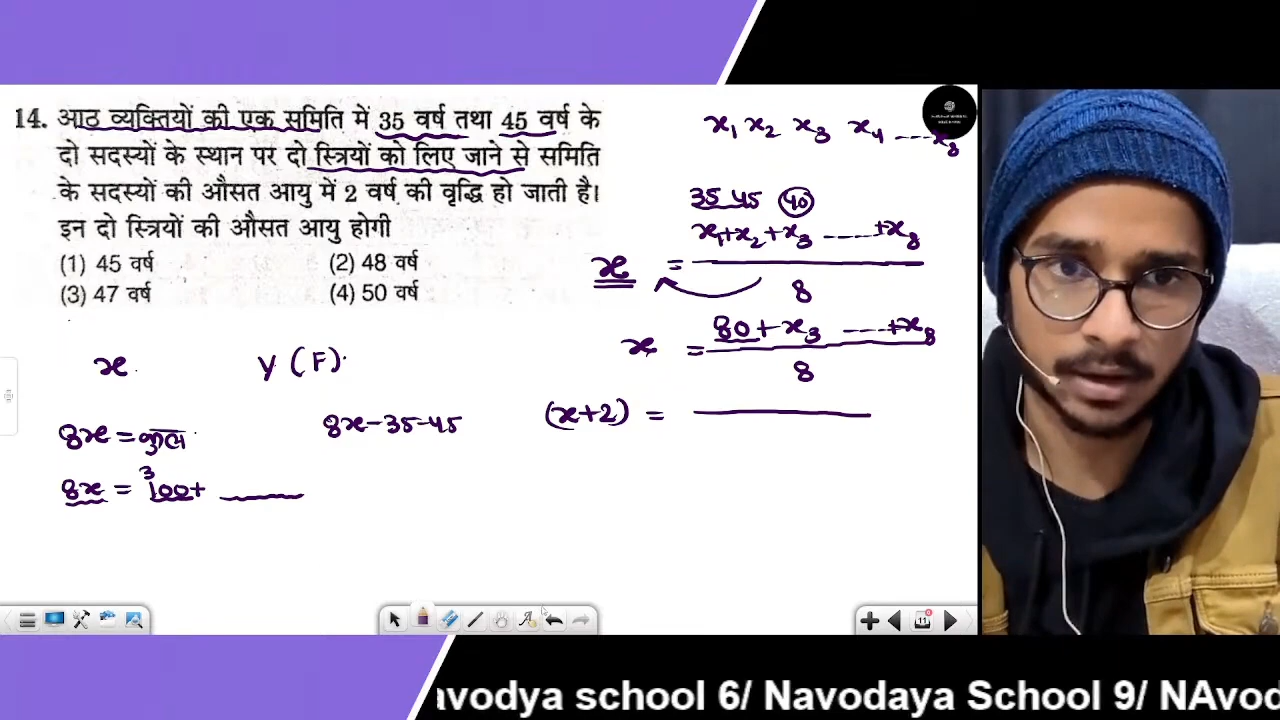 14. आठ व्यक्तियों की एक समिति में 35 वर्ष तथा 45 वर्ष के
दो सदस्यों के स्थान पर दो स्त्रियों को लिए जाने से समिति
के सदस्यों की औसत आयु में 2 वर्ष की वृद्धि हो जाती है।
इन दो स्त्रियों की औसत आयु होगी
(1) 45 वर्ष (2) 48 वर्ष
(3) 47 वर्ष (4) 50 वर्ष
x₁ x₂ x₃ x₄ ----x₈
35 45 40
x₁+x₂+x₃ ----+x₈
x =
8
80+x₃ ----+x₈
x =
8
(x+2) =
x y (F)
8x = कुल 8x-35-45
8x = 3100+
11
avodya school 6/ Navodaya School 9/ NAvod